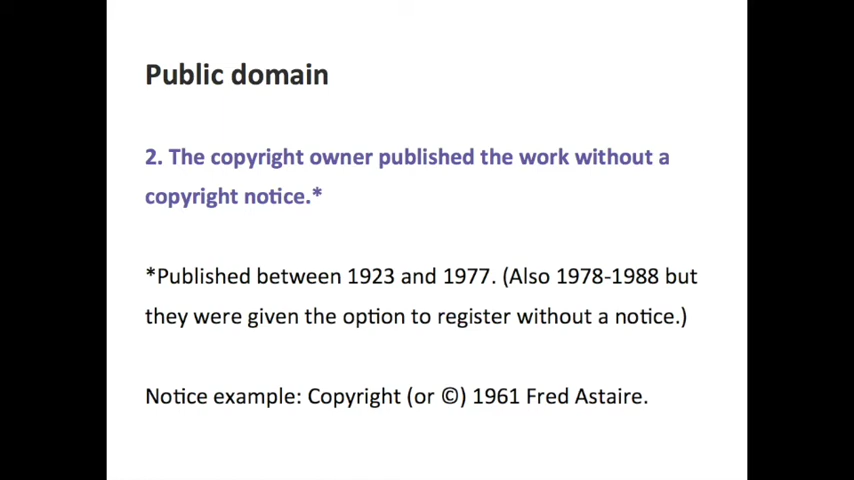 Public domain
2. The copyright owner published the work without a
copyright notice.*
*Published between 1923 and 1977. (Also 1978-1988 but
they were given the option to register without a notice.)
Notice example: Copyright (or ©) 1961 Fred Astaire.